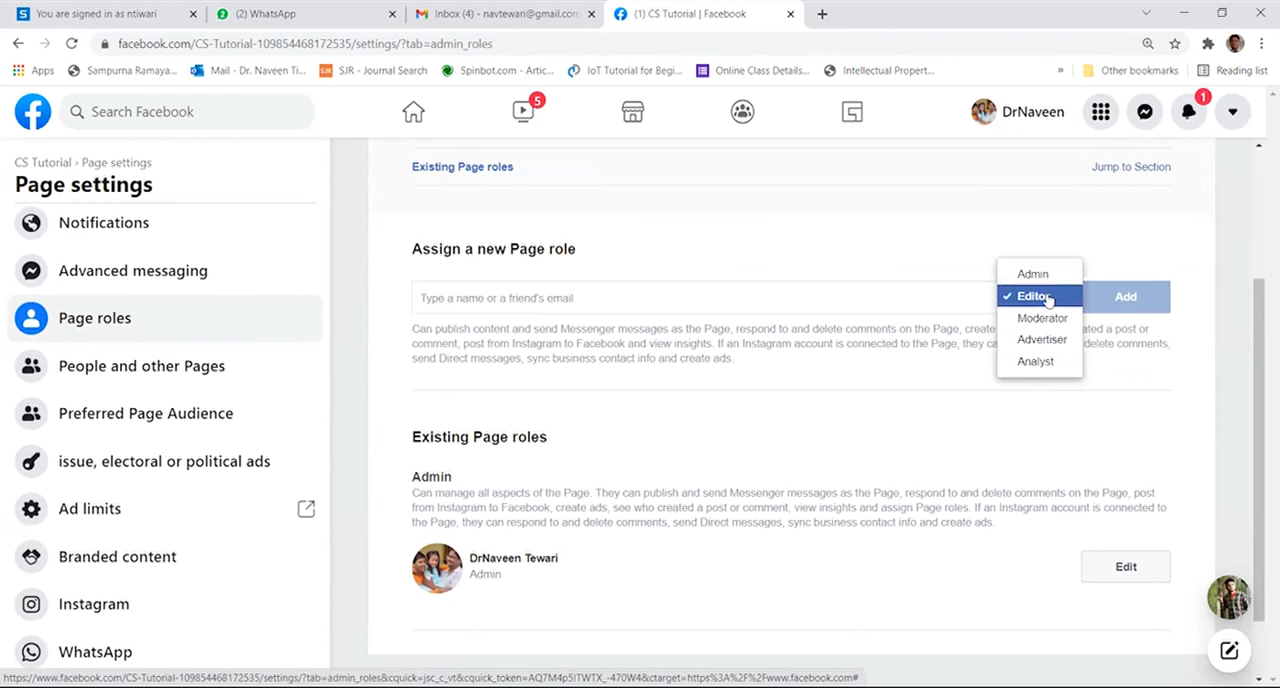 You are signed in as ntiwari
(2) WhatsApp
Inbox (4) - navtewari@gmail.com
(1) CS Tutorial | Facebook
facebook.com/CS-Tutorial-109854468172535/settings/?tab=admin_roles
Apps
Sampurna Ramaya...
Mail - Dr. Naveen Ti...
SJR - Journal Search
Spinbot.com - Artic...
IoT Tutorial for Begi...
Online Class Details...
Intellectual Propert...
»
Other bookmarks
Reading list
Search Facebook
5
DrNaveen
1
CS Tutorial › Page settings
Page settings
Notifications
Advanced messaging
Page roles
People and other Pages
Preferred Page Audience
issue, electoral or political ads
Ad limits
Branded content
Instagram
WhatsApp
Existing Page roles
Jump to Section
Assign a new Page role
Type a name or a friend's email
Admin
Editor
Moderator
Advertiser
Analyst
Add
Can publish content and send Messenger messages as the Page, respond to and delete comments on the Page, create ated a post or
comment, post from Instagram to Facebook and view insights. If an Instagram account is connected to the Page, they ca delete comments,
send Direct messages, sync business contact info and create ads.
Existing Page roles
Admin
Can manage all aspects of the Page. They can publish and send Messenger messages as the Page, respond to and delete comments on the Page, post
from Instagram to Facebook, create ads, see who created a post or comment, view insights and assign Page roles. If an Instagram account is connected to
the Page, they can respond to and delete comments, send Direct messages, sync business contact info and create ads.
DrNaveen Tewari
Admin
Edit
https://www.facebook.com/CS-Tutorial-109854468172535/settings/?tab=admin_roles&cquick=jsc_c_vt&cquick_token=AQ7M4p5lTWTX_-470W4&ctarget=https%3A%2F%2Fwww.facebook.com#